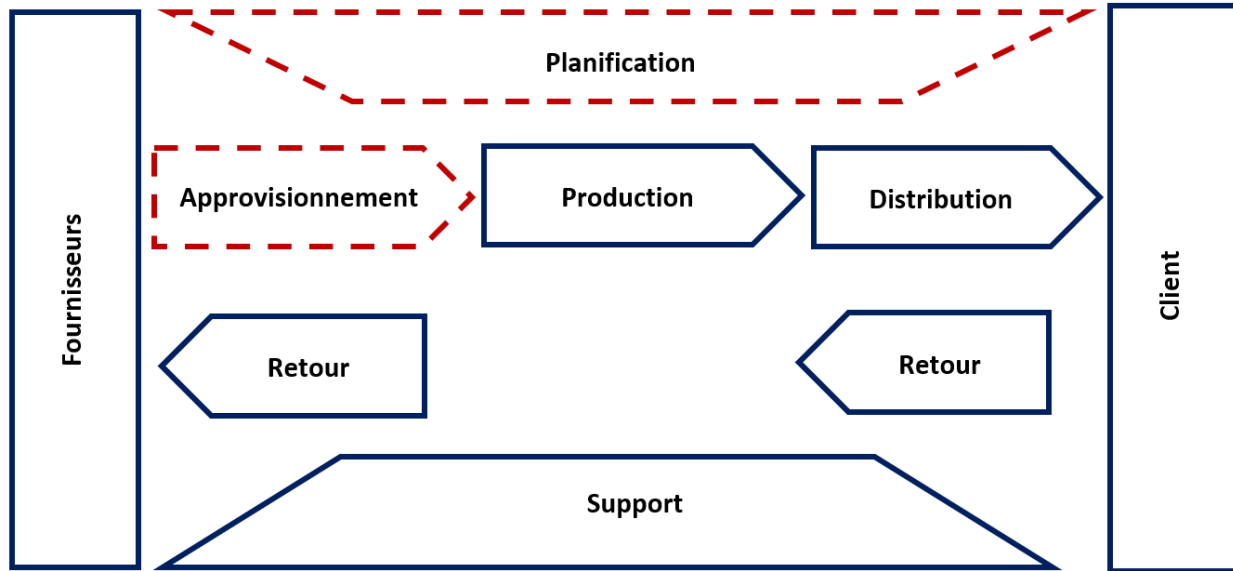 Fournisseurs
Planification
Approvisionnement
Production
Distribution
Retour
Retour
Support
Client